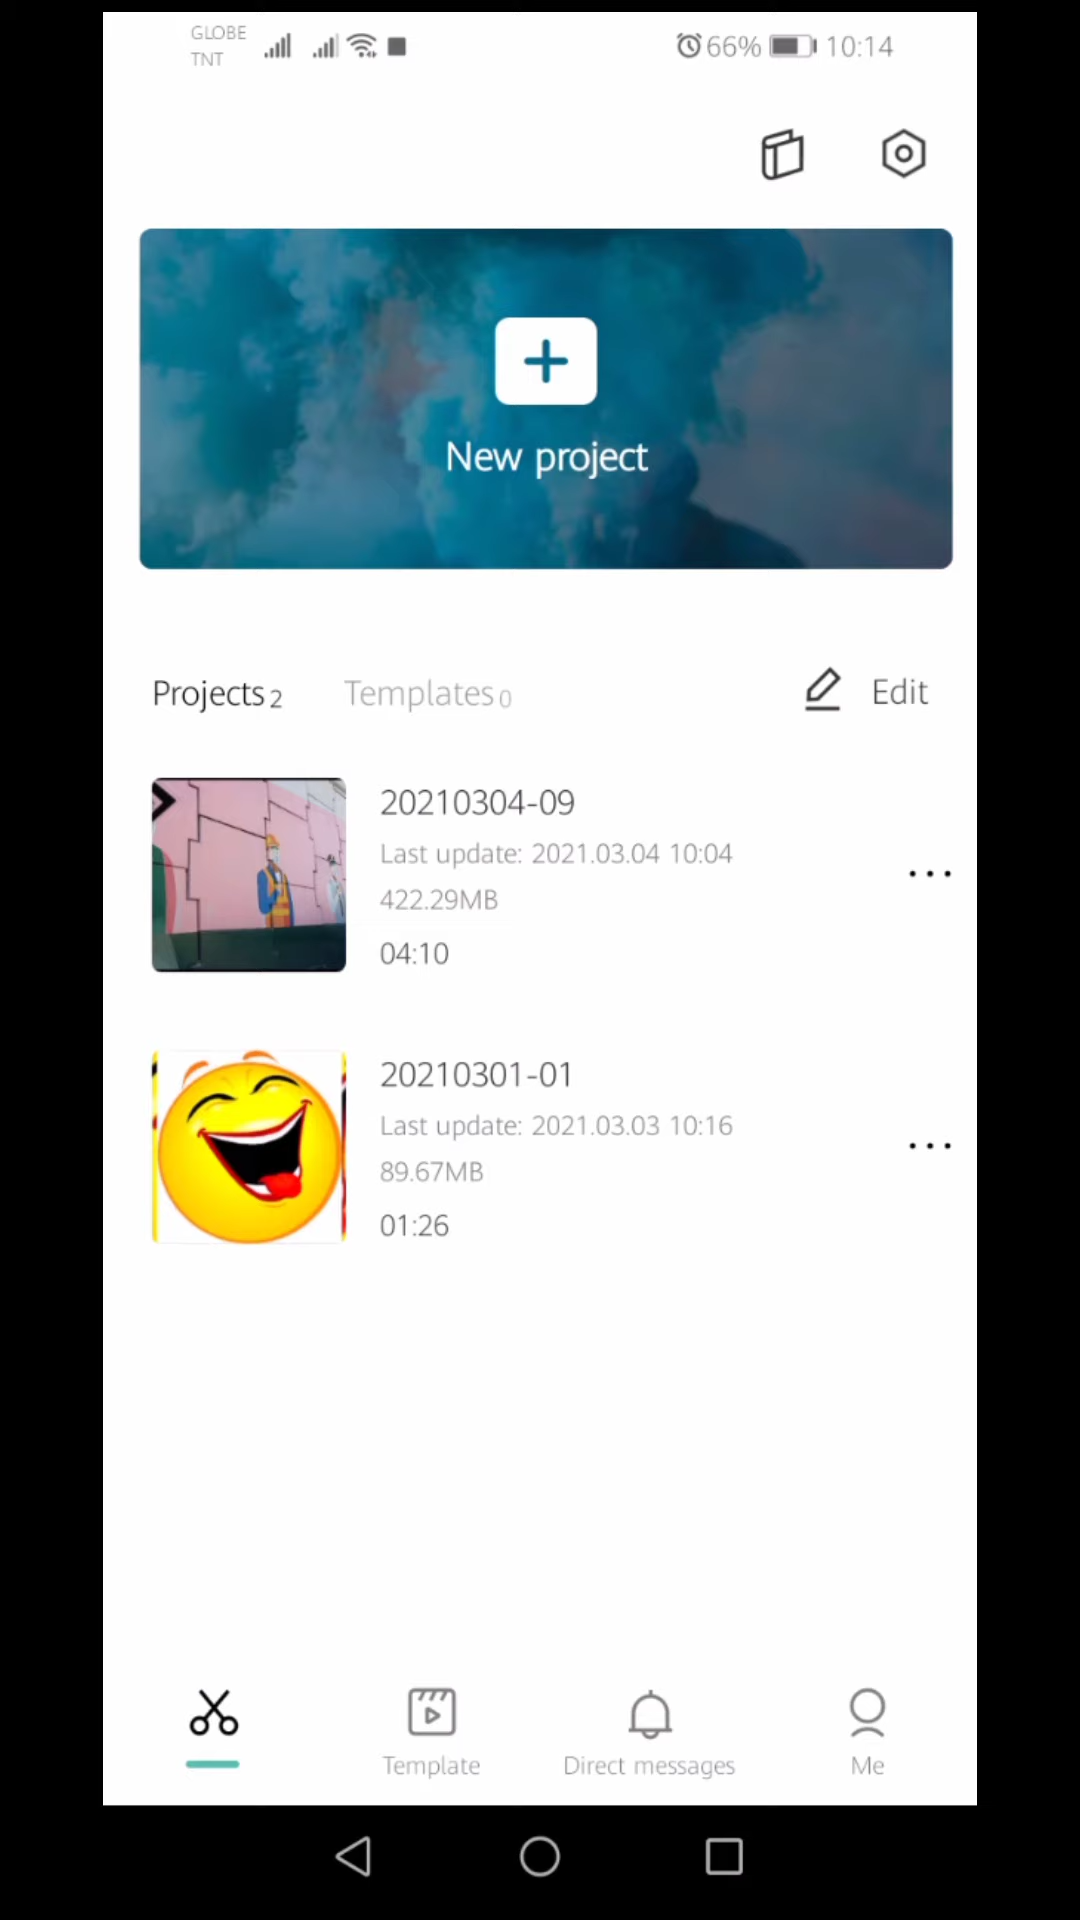 GLOBE
TNT
66% 10:14
New project
Projects 2 Templates 0 Edit
20210304-09
Last update: 2021.03.04 10:04
422.29MB
04:10
20210301-01
Last update: 2021.03.03 10:16
89.67MB
01:26
Template Direct messages Me